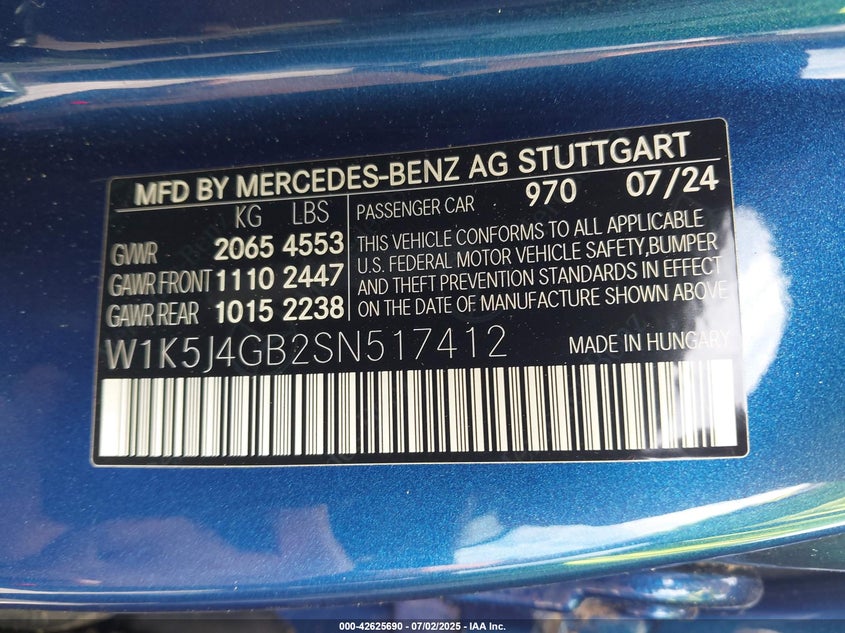 MFD BY MERCEDES-BENZ AG STUTTGART
KG LBS
GVWR 2065 4553
GAWR FRONT 1110 2447
GAWR REAR 1015 2238
PASSENGER CAR 970 07/24
THIS VEHICLE CONFORMS TO ALL APPLICABLE
U.S. FEDERAL MOTOR VEHICLE SAFETY,BUMPER
AND THEFT PREVENTION STANDARDS IN EFFECT
ON THE DATE OF MANUFACTURE SHOWN ABOVE
W1K5J4GB2SN517412 MADE IN HUNGARY
000-42625690 - 07/02/2025 - IAA Inc.